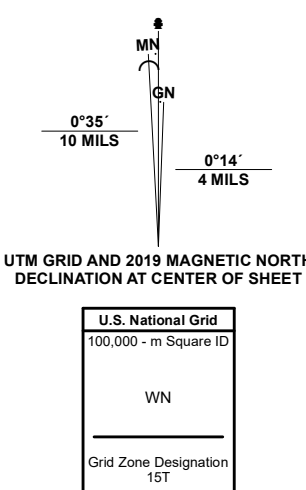 MN
GN
0°35´
10 MILS
0°14´
4 MILS
UTM GRID AND 2019 MAGNETIC NORTH
DECLINATION AT CENTER OF SHEET
U.S. National Grid
100,000 - m Square ID
WN
Grid Zone Designation
15T